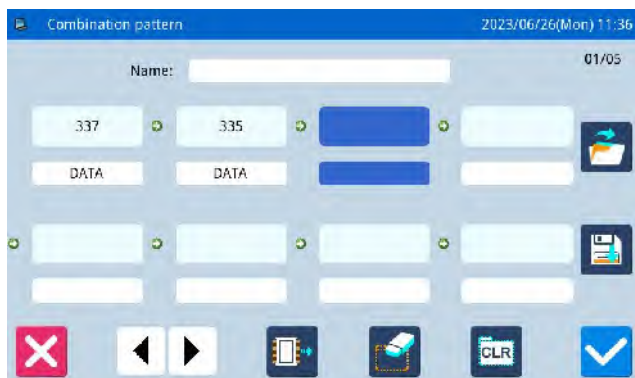 Combination pattern 2023/06/26(Mon) 11:36
01/05
Name:
337 335
DATA DATA
CLR